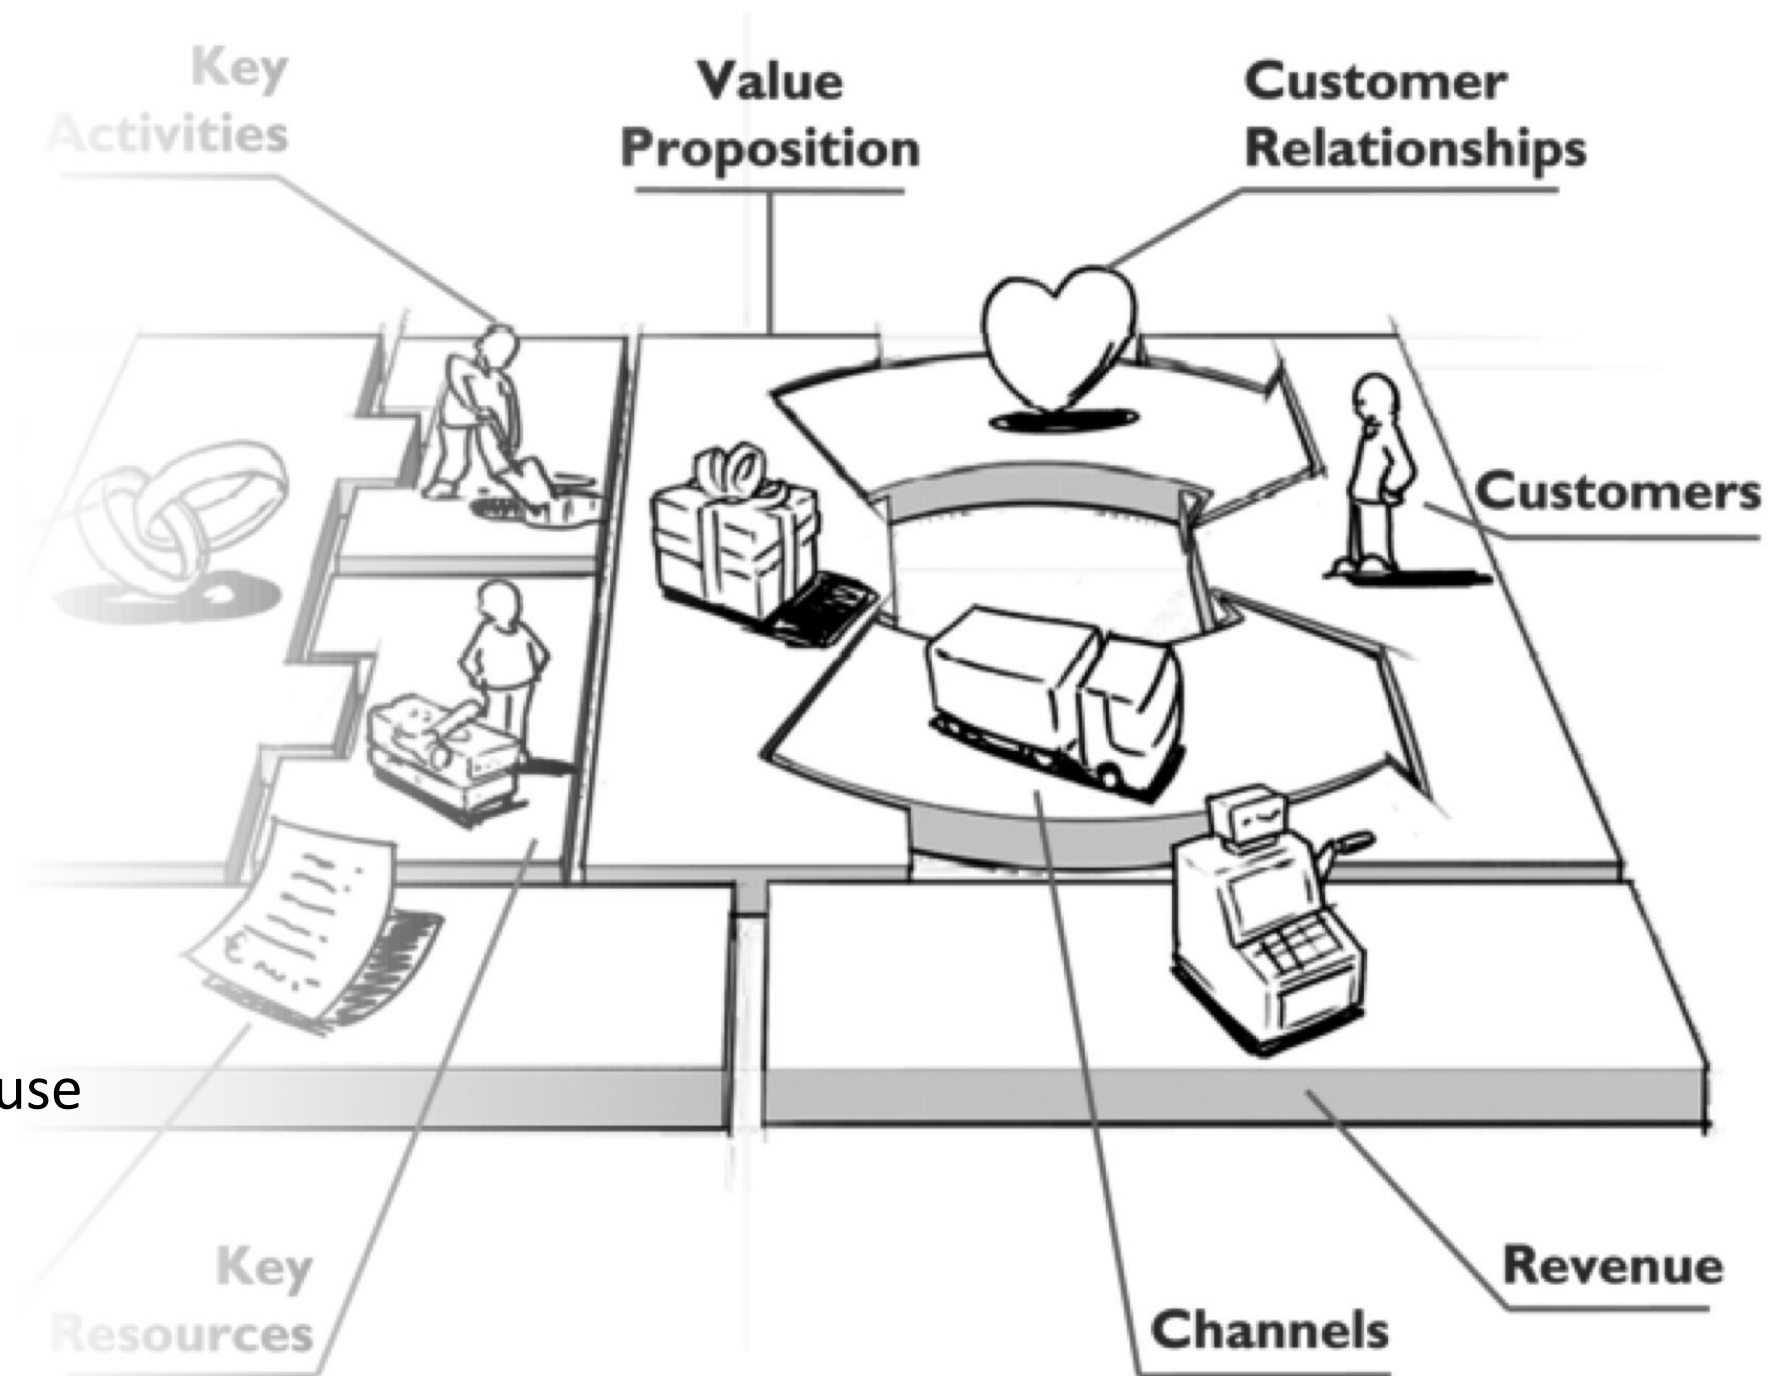 Key
Activities
Value
Proposition
Customer
Relationships
Customers
use
Key
Resources
Channels
Revenue